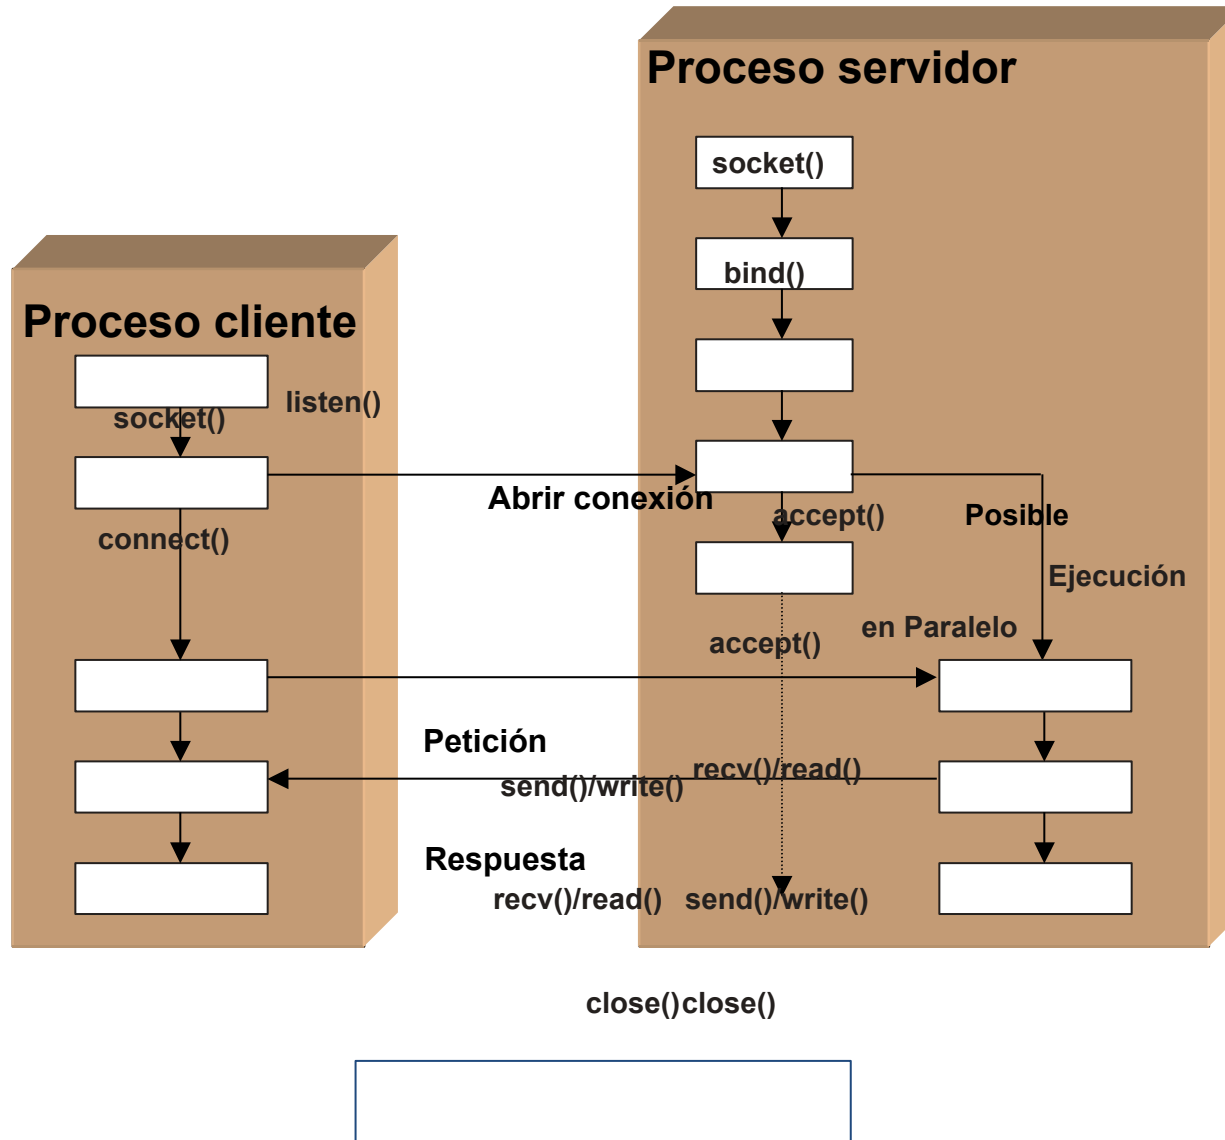 Proceso servidor
socket()
bind()
Proceso cliente
listen()
socket()
Abrir conexión
accept()
Posible
connect()
Ejecución
en Paralelo
accept()
Petición
recv()/read()
send()/write()
Respuesta
recv()/read()
send()/write()
close()close()